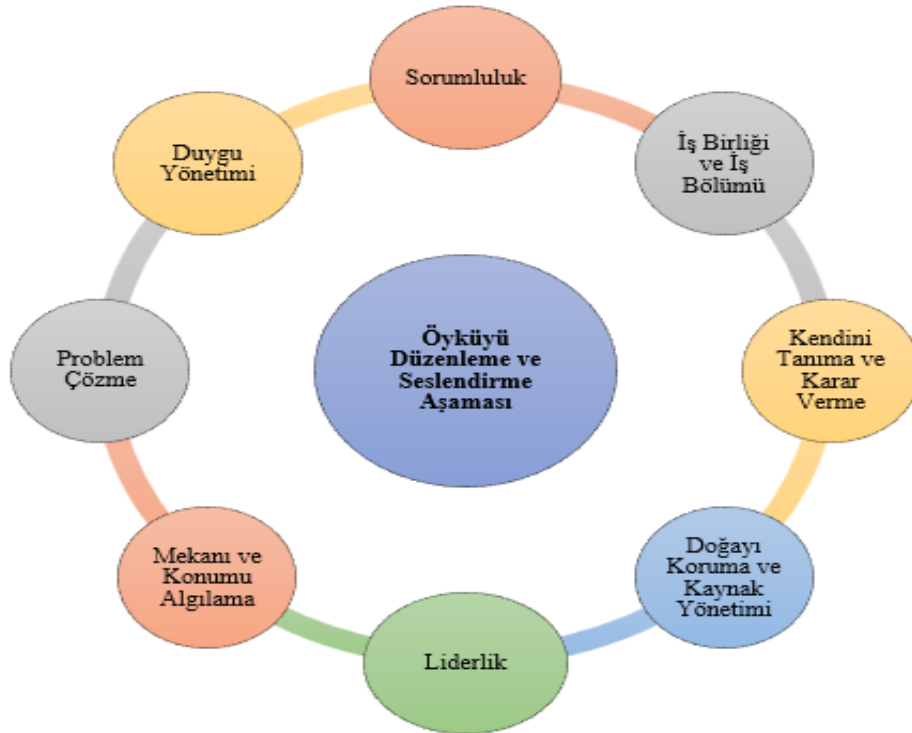 Sorumluluk
İş Birliği
ve İş
Bölümü
Kendini
Tanıma ve
Karar
Verme
Doğayı
Koruma ve
Kaynak
Yönetimi
Liderlik
Mekanı ve
Konumu
Algılama
Problem
Çözme
Duygu
Yönetimi
Öyküyü
Düzenleme ve
Seslendirme
Aşaması